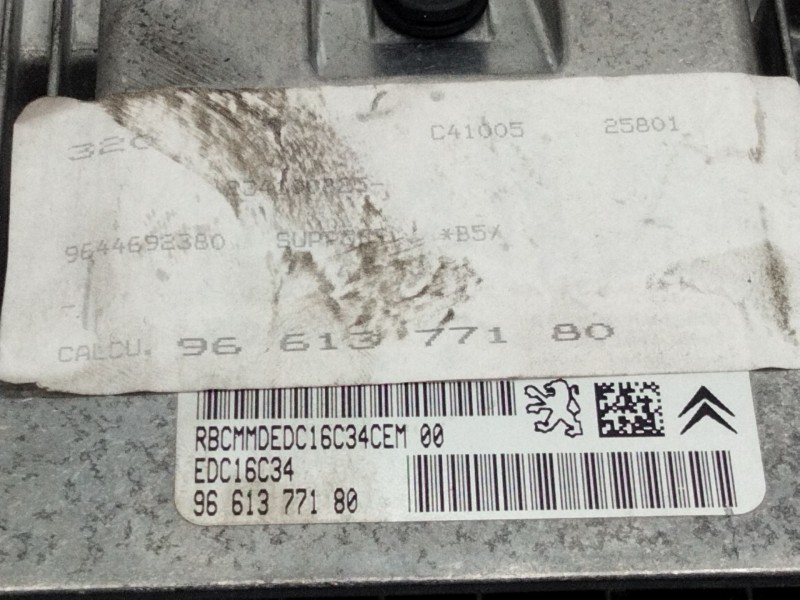 C41005 25801
9644692380 *B5*
CALCU. 96 613 771 80
RBCMMDEDC16C34CEM 00
EDC16C34
96 613 771 80